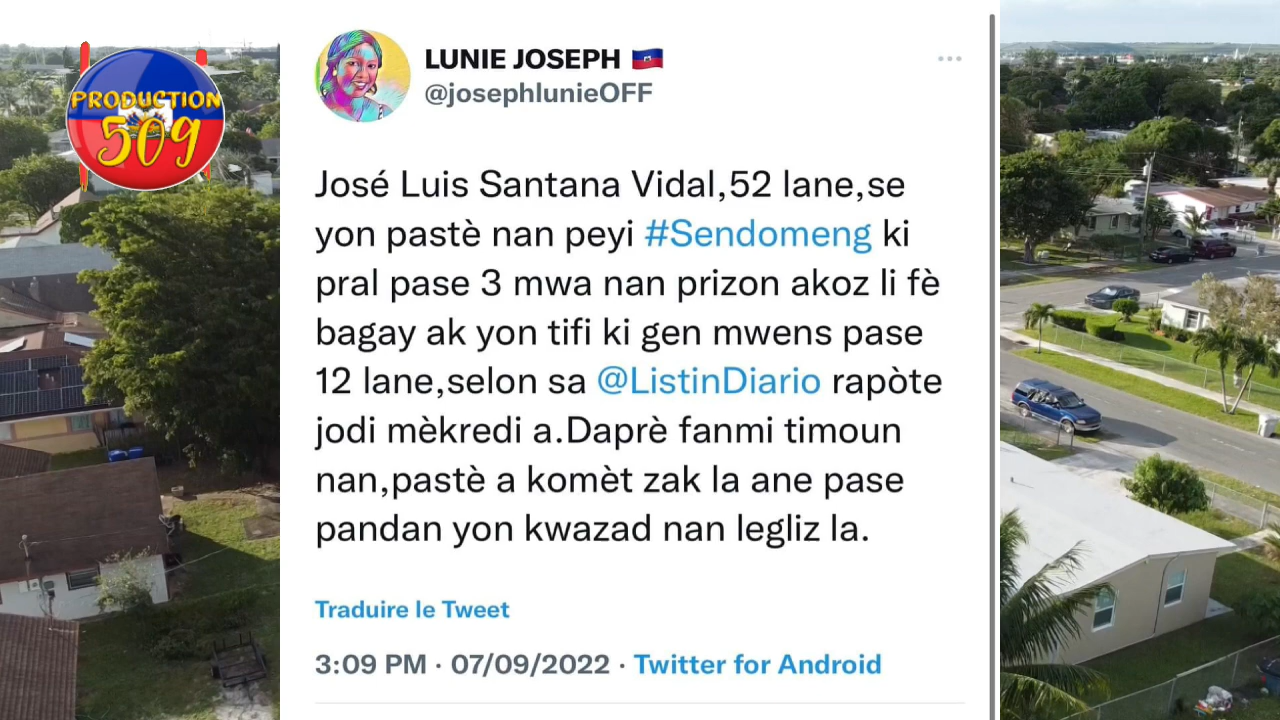 PRODUCTION
509
LUNIE JOSEPH
@josephlunieOFF
José Luis Santana Vidal,52 lane,se
yon pastè nan peyi #Sendomeng ki
pral pase 3 mwa nan prizon akoz li fè
bagay ak yon tifi ki gen mwens pase
12 lane,selon sa @ListinDiario rapòte
jodi mèkredi a.Daprè fanmi timoun
nan,pastè a komèt zak la ane pase
pandan yon kwazad nan legliz la.
Traduire le Tweet
3:09 PM · 07/09/2022 · Twitter for Android